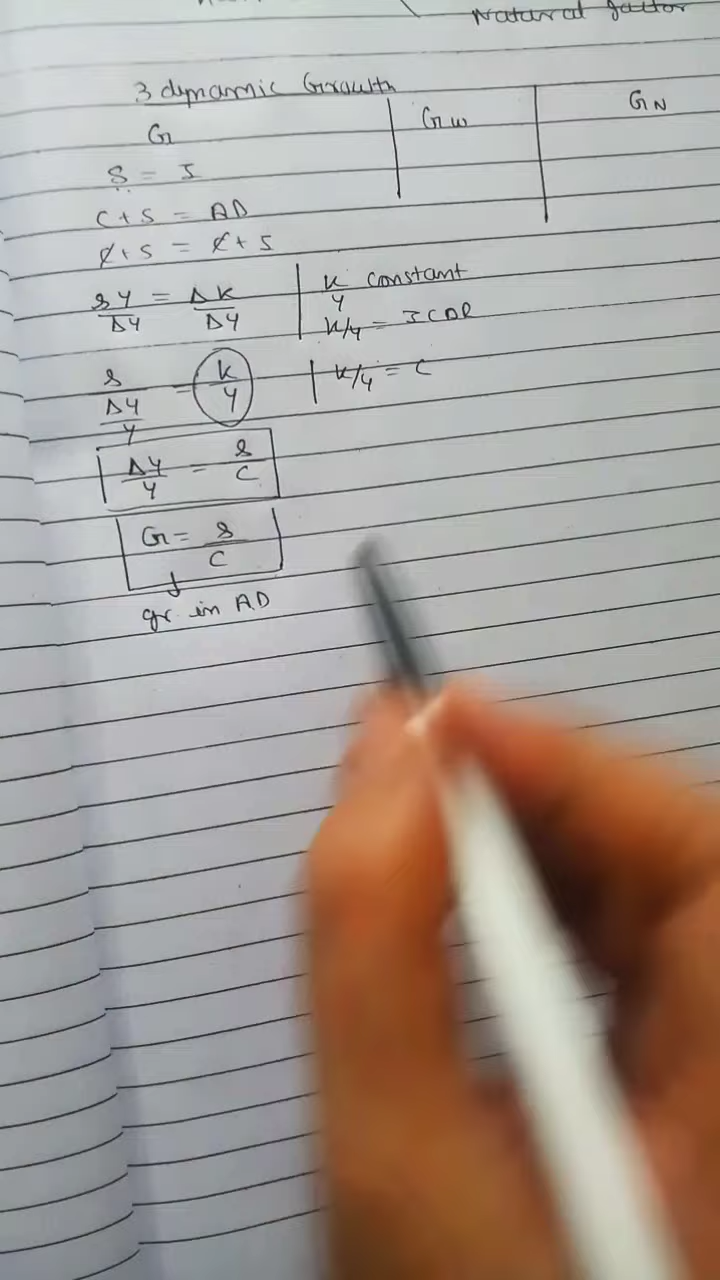 Natural factor
3 dynamic Growth
G Gw GN
S = I
C + S = AD
C + S = C + I
sY/ΔY = ΔK/ΔY K/Y constant
K/Y = ICOR
s/(ΔY/Y) = K/Y K/Y = C
ΔY/Y = s/C
G = s/C
gr. in AD